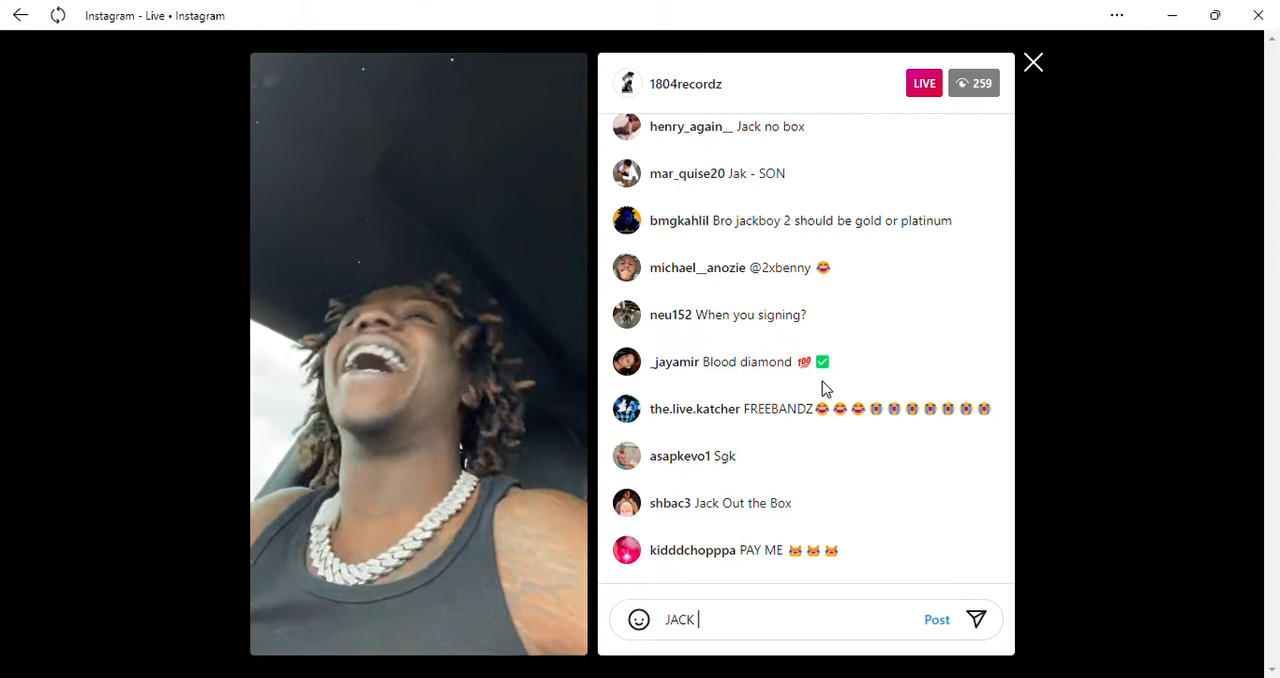 Instagram - Live • Instagram
1804recordz
LIVE
259
henry_again__ Jack no box
mar_quise20 Jak - SON
bmgkahlil Bro jackboy 2 should be gold or platinum
michael__anozie @2xbenny 😂
neu152 When you signing?
_jayamir Blood diamond 💯 ✅
the.live.katcher FREEBANDZ😂😂😂😭😭😭😭😭😭😭
asapkevo1 Sgk
shbac3 Jack Out the Box
kidddchopppa PAY ME 😹😹😹
JACK
Post